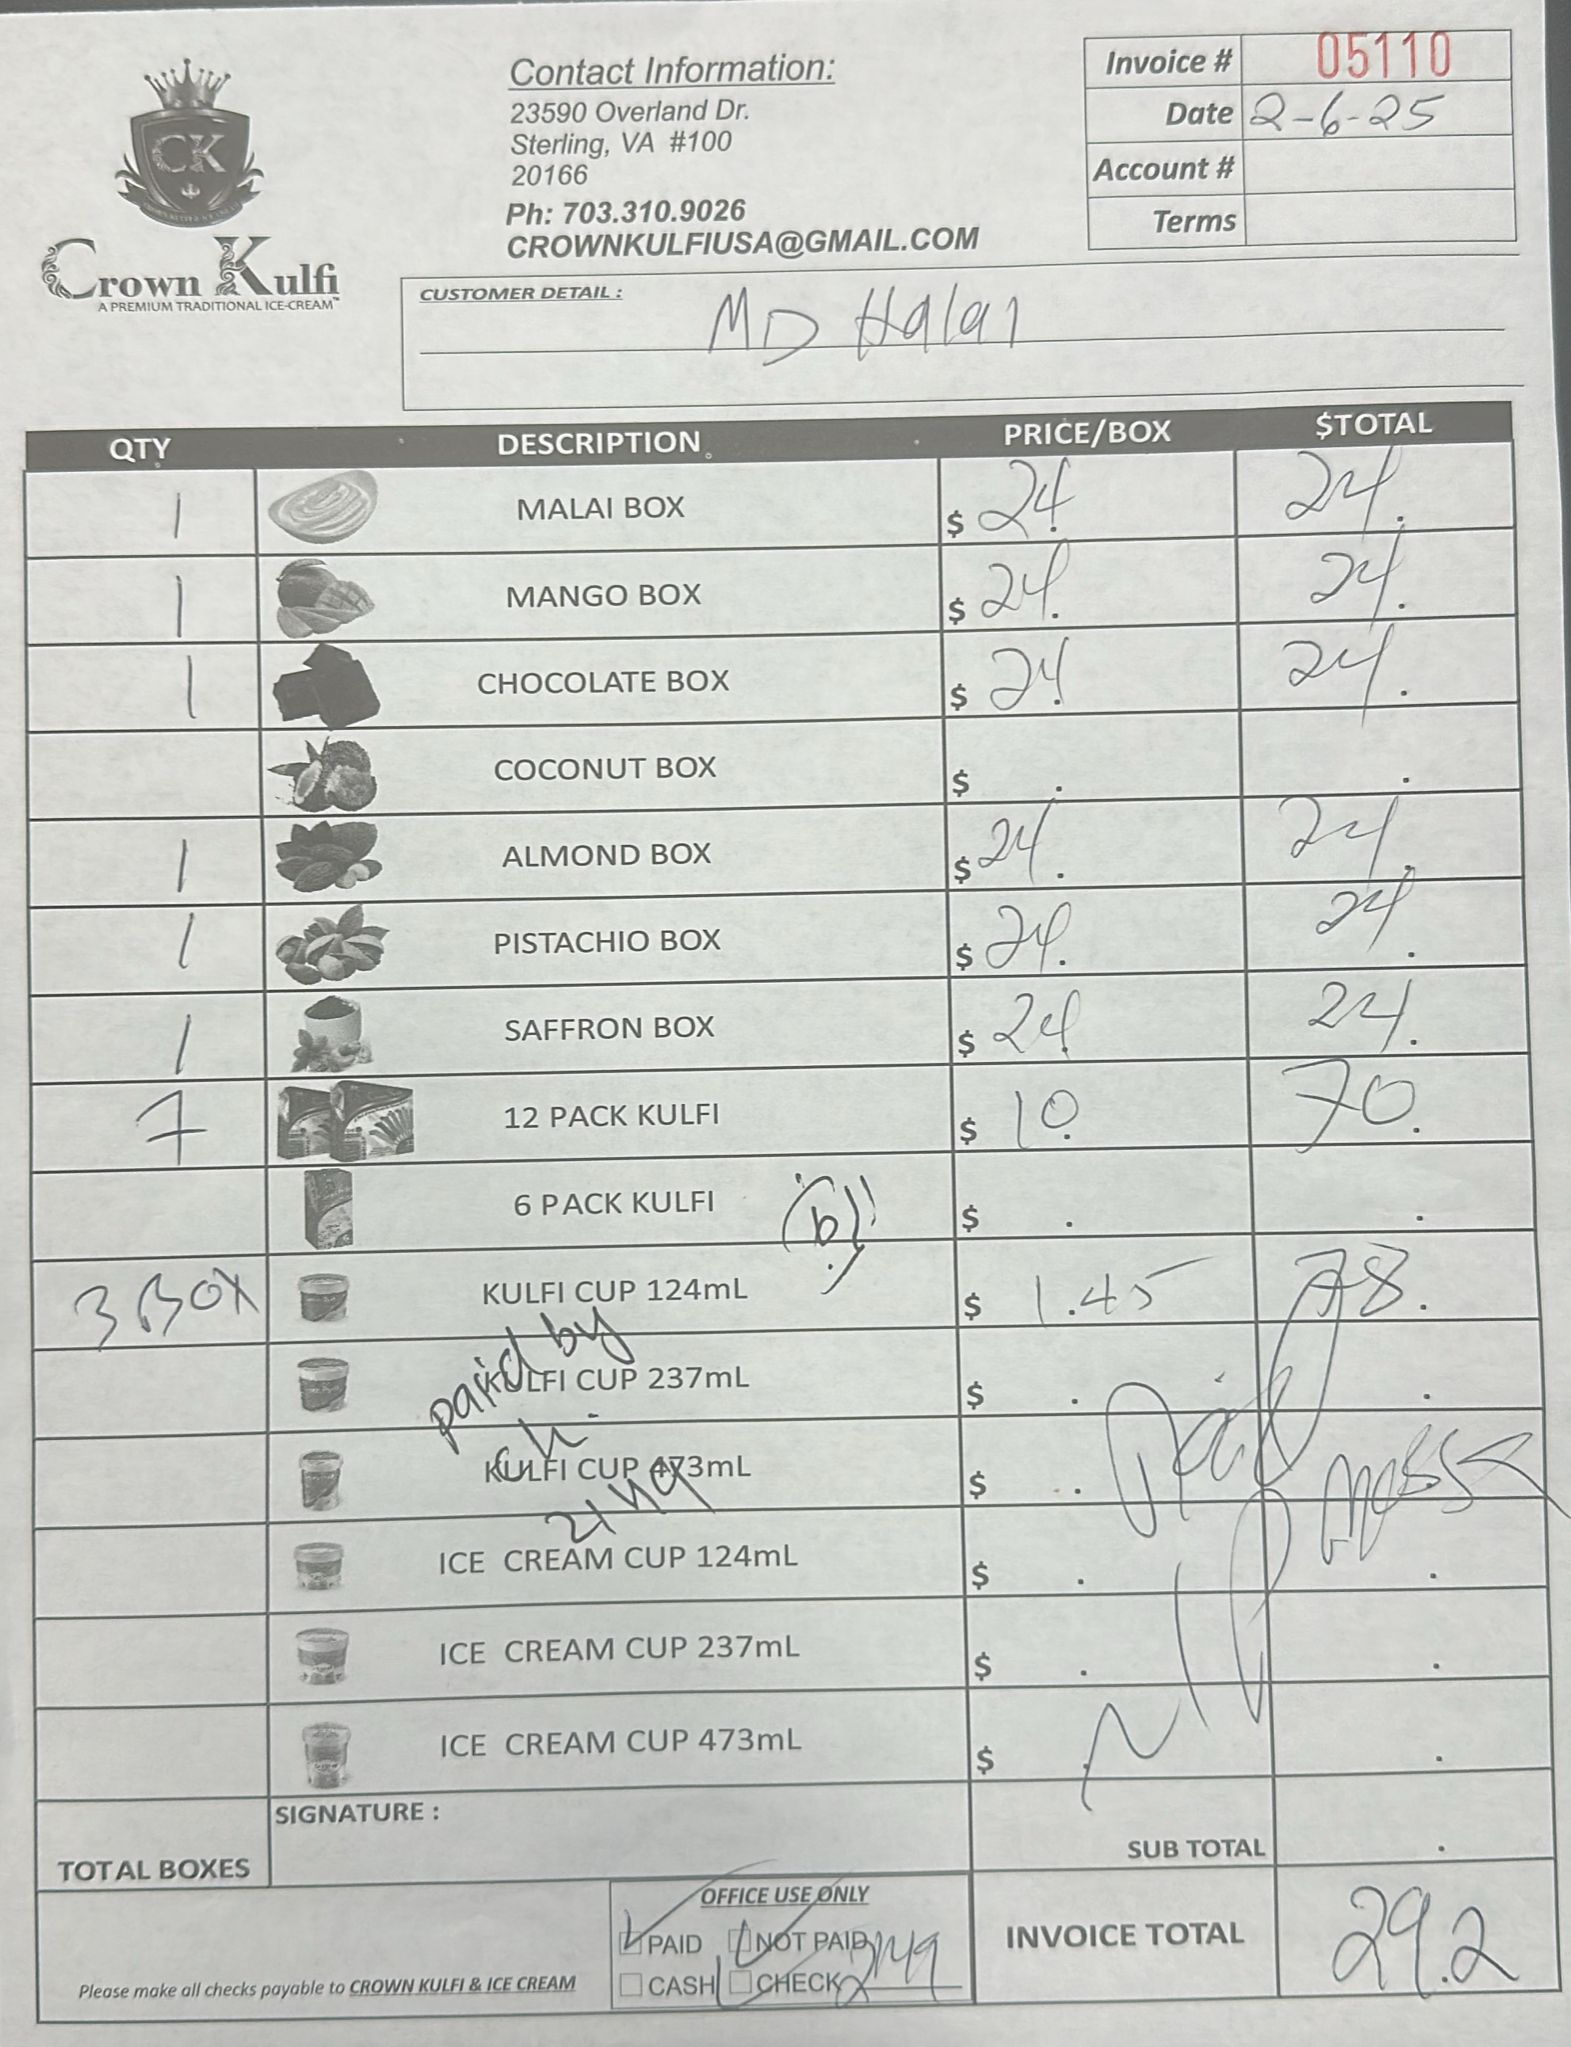 CK
Crown Kulfi
A PREMIUM TRADITIONAL ICE-CREAM™
Contact Information:
23590 Overland Dr.
Sterling, VA #100
20166
Ph: 703.310.9026
CROWNKULFIUSA@GMAIL.COM
Invoice # 05110
Date 2-6-25
Account #
Terms
CUSTOMER DETAIL :
MD Halal
QTY DESCRIPTION PRICE/BOX $TOTAL
1 MALAI BOX $ 24. 24.
1 MANGO BOX $ 24. 24.
1 CHOCOLATE BOX $ 24. 24.
COCONUT BOX $ . .
1 ALMOND BOX $ 24. 24.
1 PISTACHIO BOX $ 24. 24.
1 SAFFRON BOX $ 24. 24.
7 12 PACK KULFI $ 10. 70.
6 PACK KULFI $ . .
3 BOX KULFI CUP 124mL $ 1.45 78.
paid by
KULFI CUP 237mL $ . .
Paid
ch.
KULFI CUP 473mL $ . .
2149
ICE CREAM CUP 124mL $ . .
ICE CREAM CUP 237mL $ . .
ICE CREAM CUP 473mL $ . .
SIGNATURE :
TOTAL BOXES
SUB TOTAL .
OFFICE USE ONLY
PAID NOT PAID
CASH CHECK 2149
INVOICE TOTAL 29.2
Please make all checks payable to CROWN KULFI & ICE CREAM